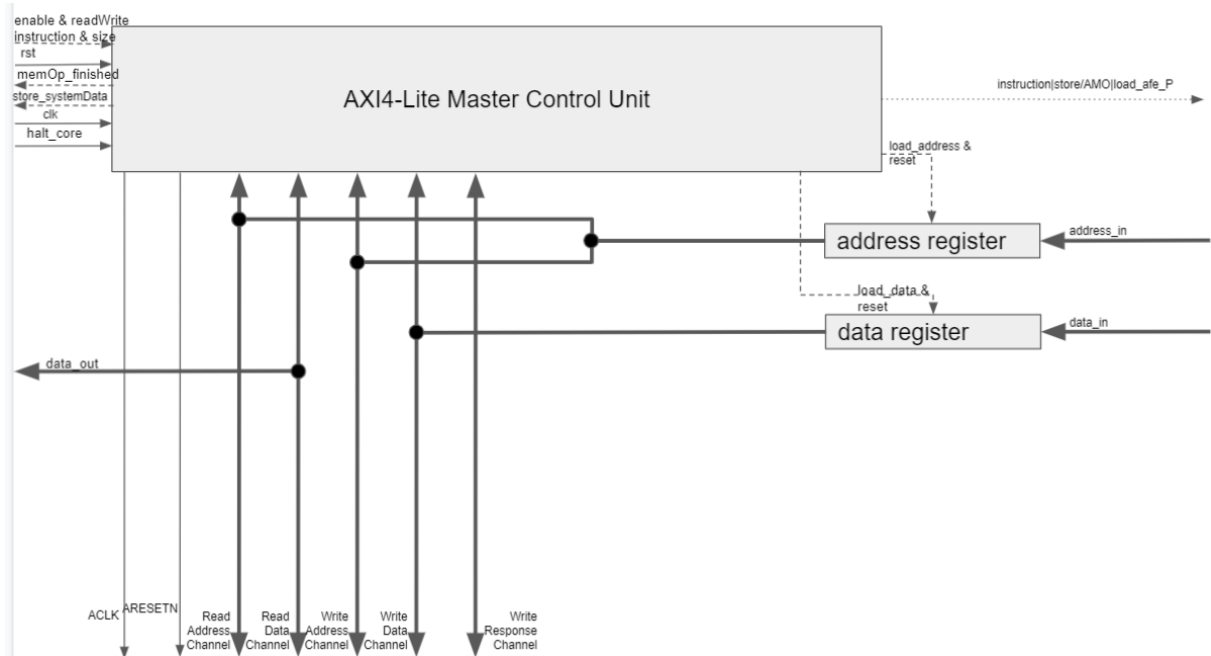 enable & readWrite
instruction & size
rst
memOp_finished
store_systemData
clk
halt_core
AXI4-Lite Master Control Unit
instruction|store/AMO|load_afe_P
load_address &
reset
address register
address_in
load_data &
reset
data register
data_in
data_out
ACLK
ARESETN
Read
Address
Channel
Read
Data
Channel
Write
Address
Channel
Write
Data
Channel
Write
Response
Channel